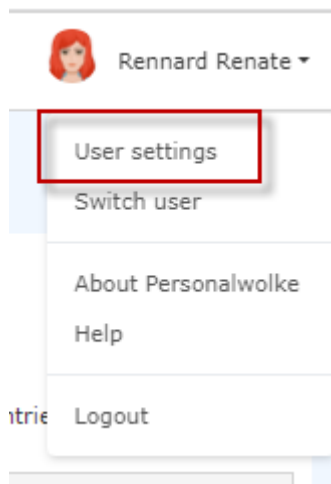 Rennard Renate
User settings
Switch user
About Personalwolke
Help
Logout